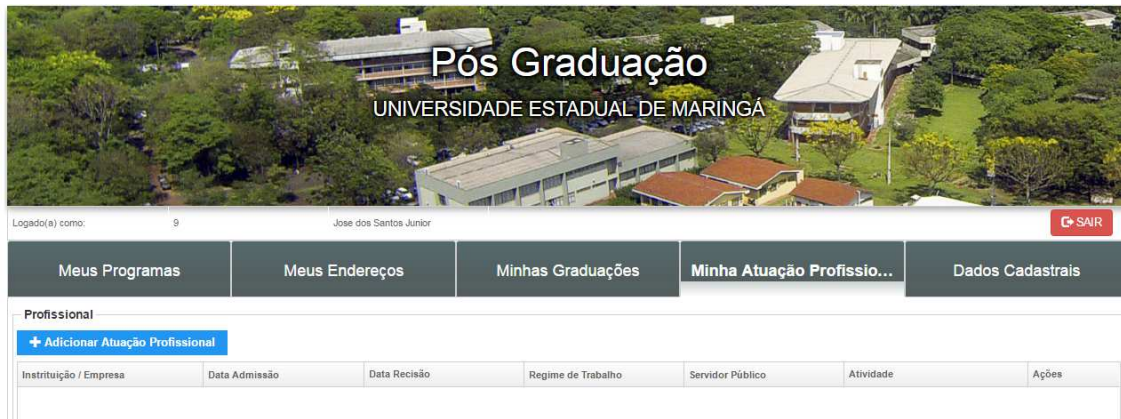 Pós Graduação
UNIVERSIDADE ESTADUAL DE MARINGÁ
Logado(a) como: 9 Jose dos Santos Junior SAIR
Meus Programas Meus Endereços Minhas Graduações Minha Atuação Profissio... Dados Cadastrais
Profissional
+ Adicionar Atuação Profissional
Instrituição / Empresa Data Admissão Data Recisão Regime de Trabalho Servidor Público Atividade Ações